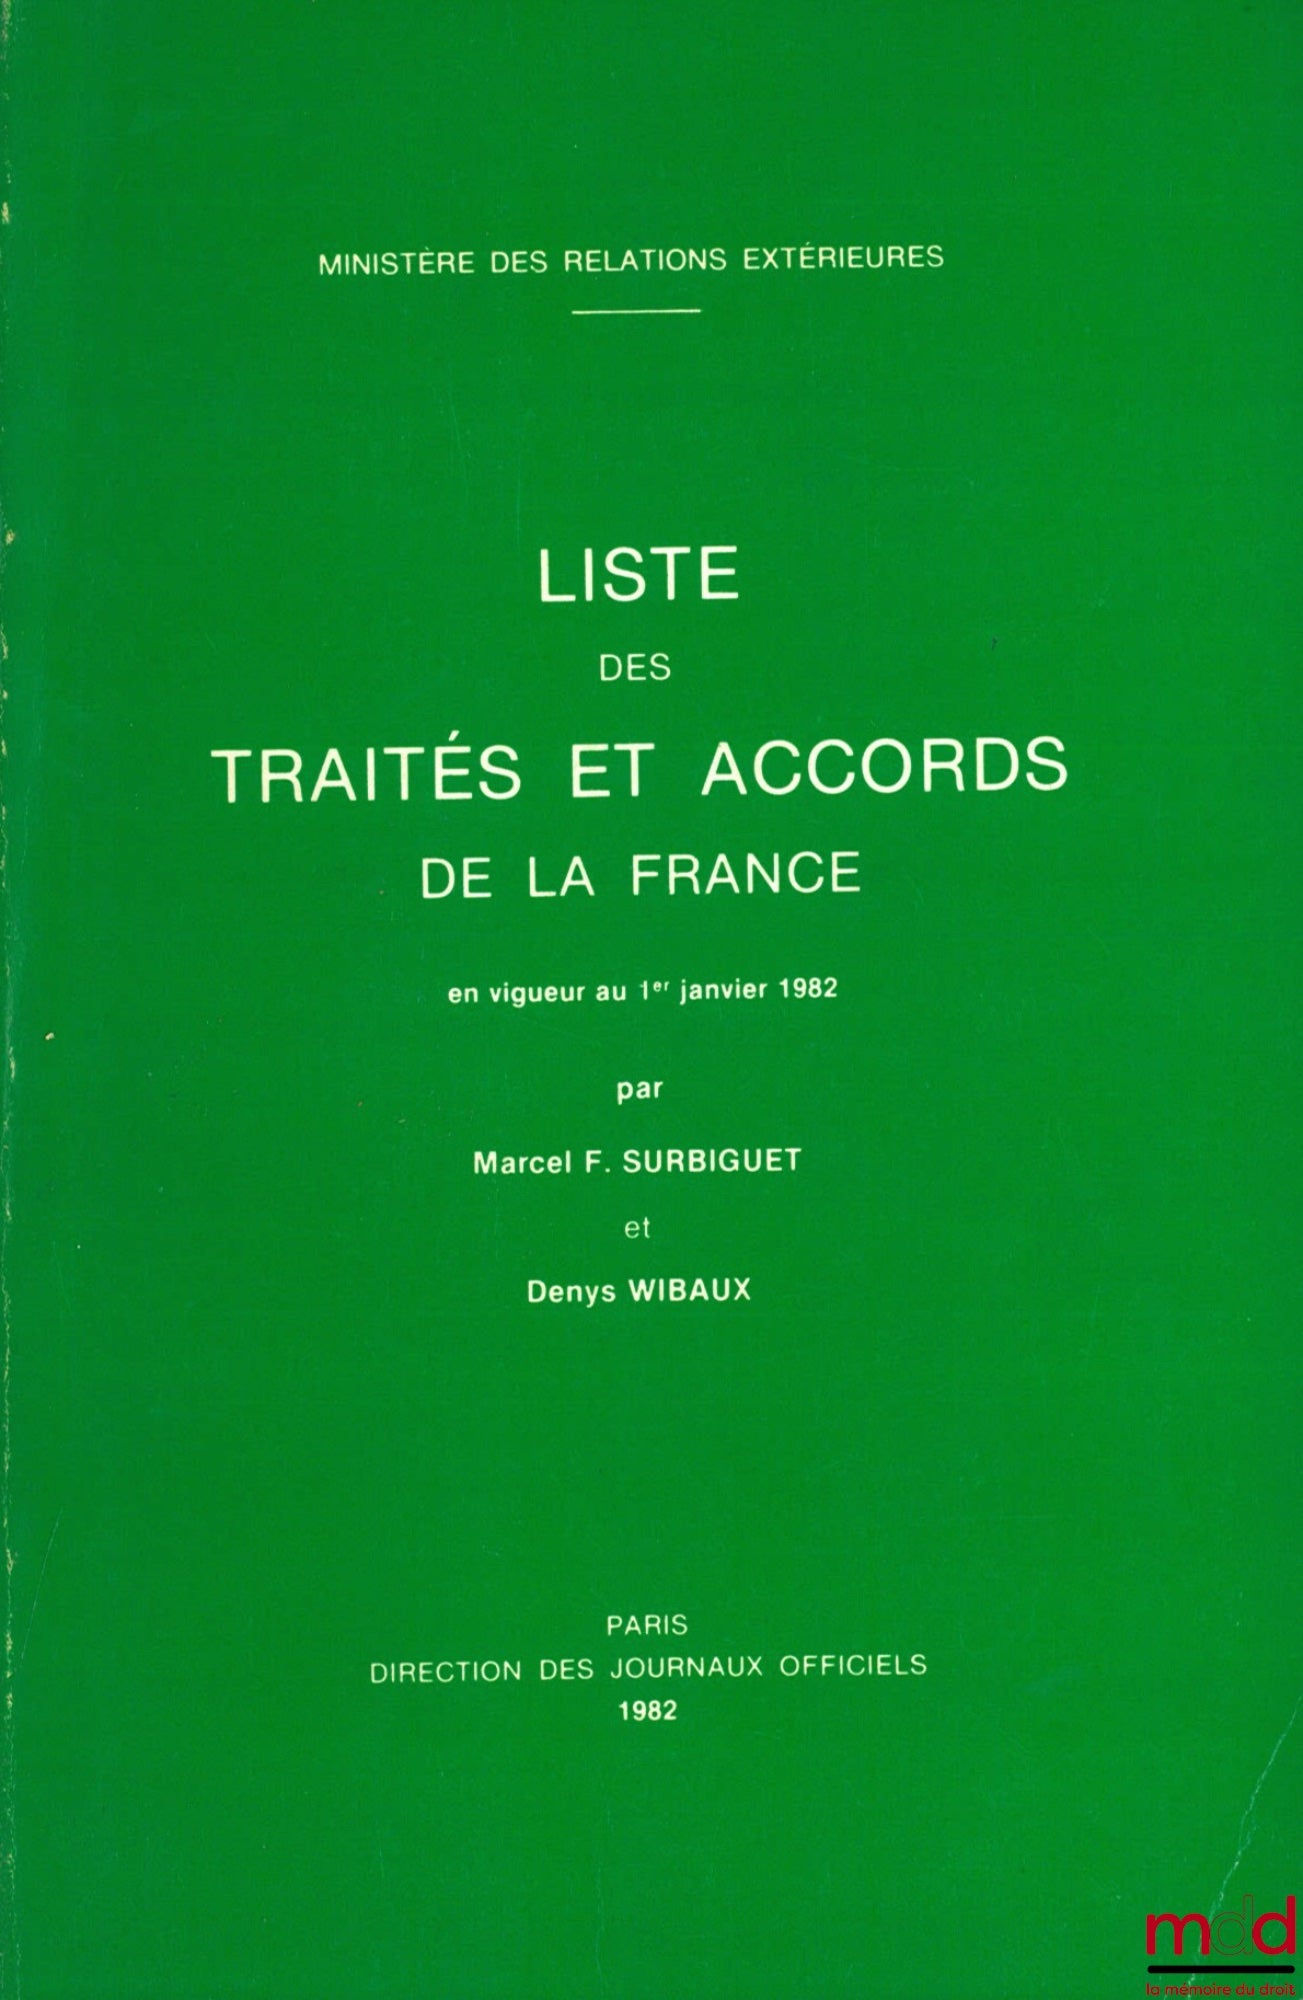 MINISTÈRE DES RELATIONS EXTÉRIEURES
LISTE
DES
TRAITÉS ET ACCORDS
DE LA FRANCE
en vigueur au 1er janvier 1982
par
Marcel F. SURBIGUET
et
Denys WIBAUX
PARIS
DIRECTION DES JOURNAUX OFFICIELS
1982
mdd
la mémoire du droit